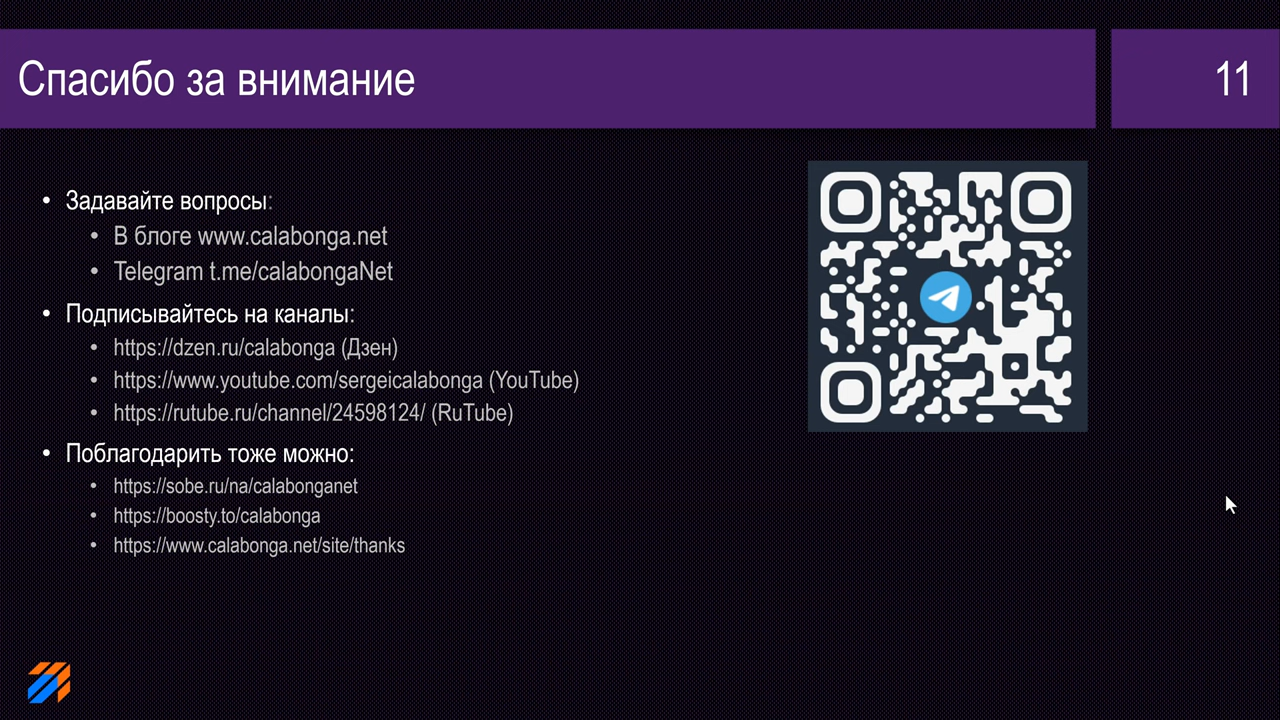 Спасибо за внимание
11
• Задавайте вопросы:
• В блоге www.calabonga.net
• Telegram t.me/calabongaNet
• Подписывайтесь на каналы:
• https://dzen.ru/calabonga (Дзен)
• https://www.youtube.com/sergeicalabonga (YouTube)
• https://rutube.ru/channel/24598124/ (RuTube)
• Поблагодарить тоже можно:
• https://sobe.ru/na/calabonganet
• https://boosty.to/calabonga
• https://www.calabonga.net/site/thanks